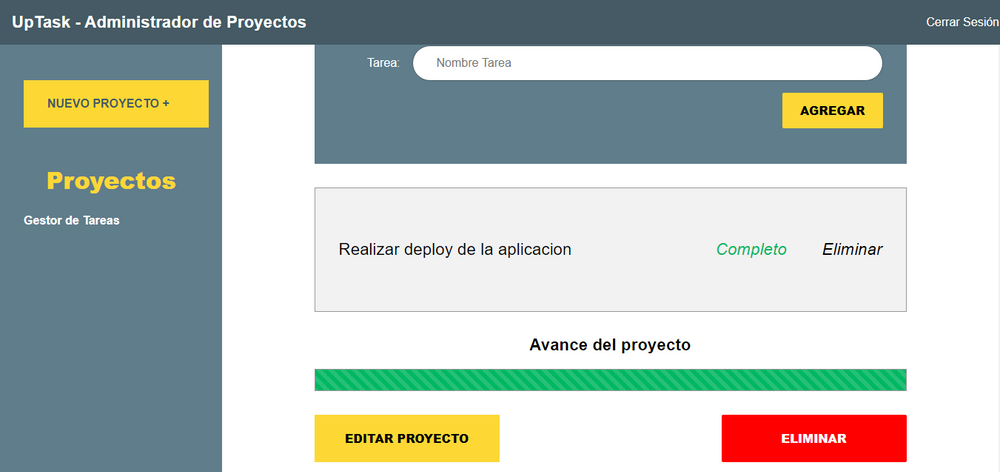 UpTask - Administrador de Proyectos
Cerrar Sesión
NUEVO PROYECTO +
Proyectos
Gestor de Tareas
Tarea: Nombre Tarea
AGREGAR
Realizar deploy de la aplicacion Completo Eliminar
Avance del proyecto
EDITAR PROYECTO
ELIMINAR